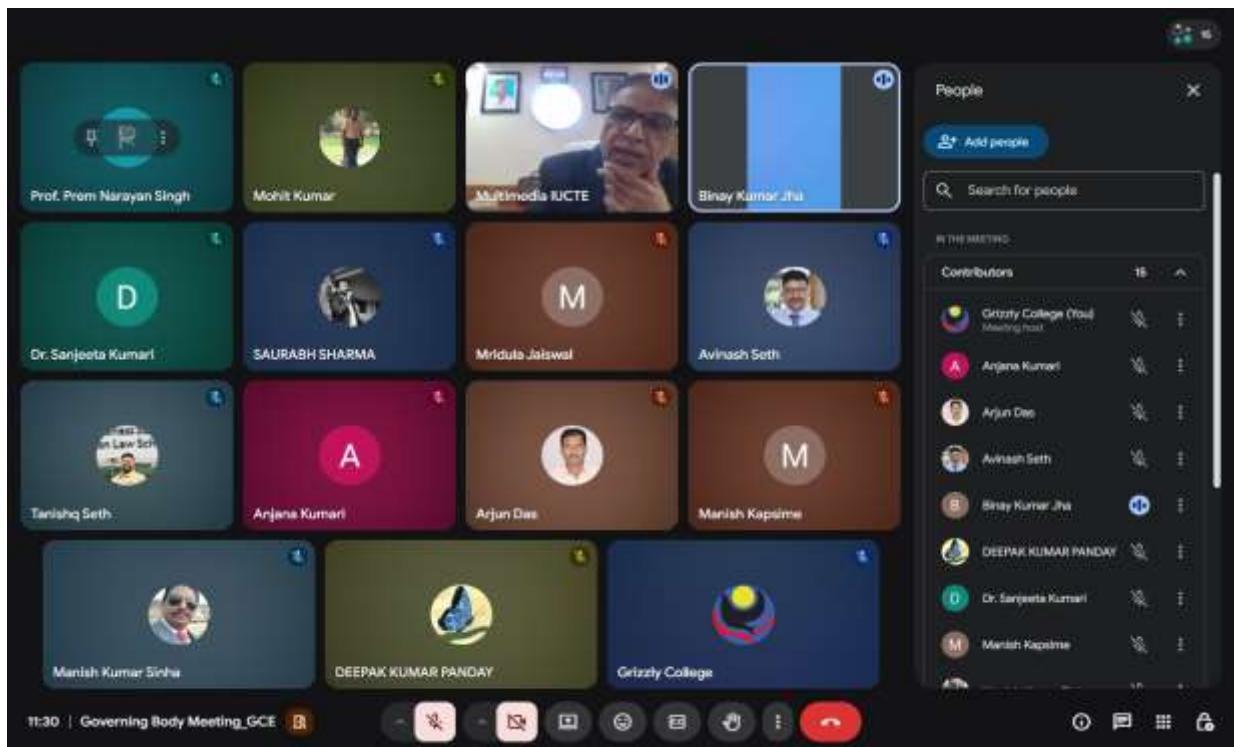 15
Prof. Prem Narayan Singh
Mohit Kumar
Multimedia IUCTE
Binay Kumar Jha
D
Dr. Sanjeeta Kumari
SAURABH SHARMA
M
Mridula Jaiswal
Avinash Seth
Law Sch
Tanishq Seth
A
Anjana Kumari
Arjun Das
M
Manish Kapsime
Manish Kumar Sinha
DEEPAK KUMAR PANDAY
Grizzly College
11:30 | Governing Body Meeting_GCE
People
Add people
Search for people
IN THE MEETING
Contributors 15
Grizzly College (You)
Meeting host
A Anjana Kumari
Arjun Das
Avinash Seth
B Binay Kumar Jha
DEEPAK KUMAR PANDAY
D Dr. Sanjeeta Kumari
M Manish Kapsime